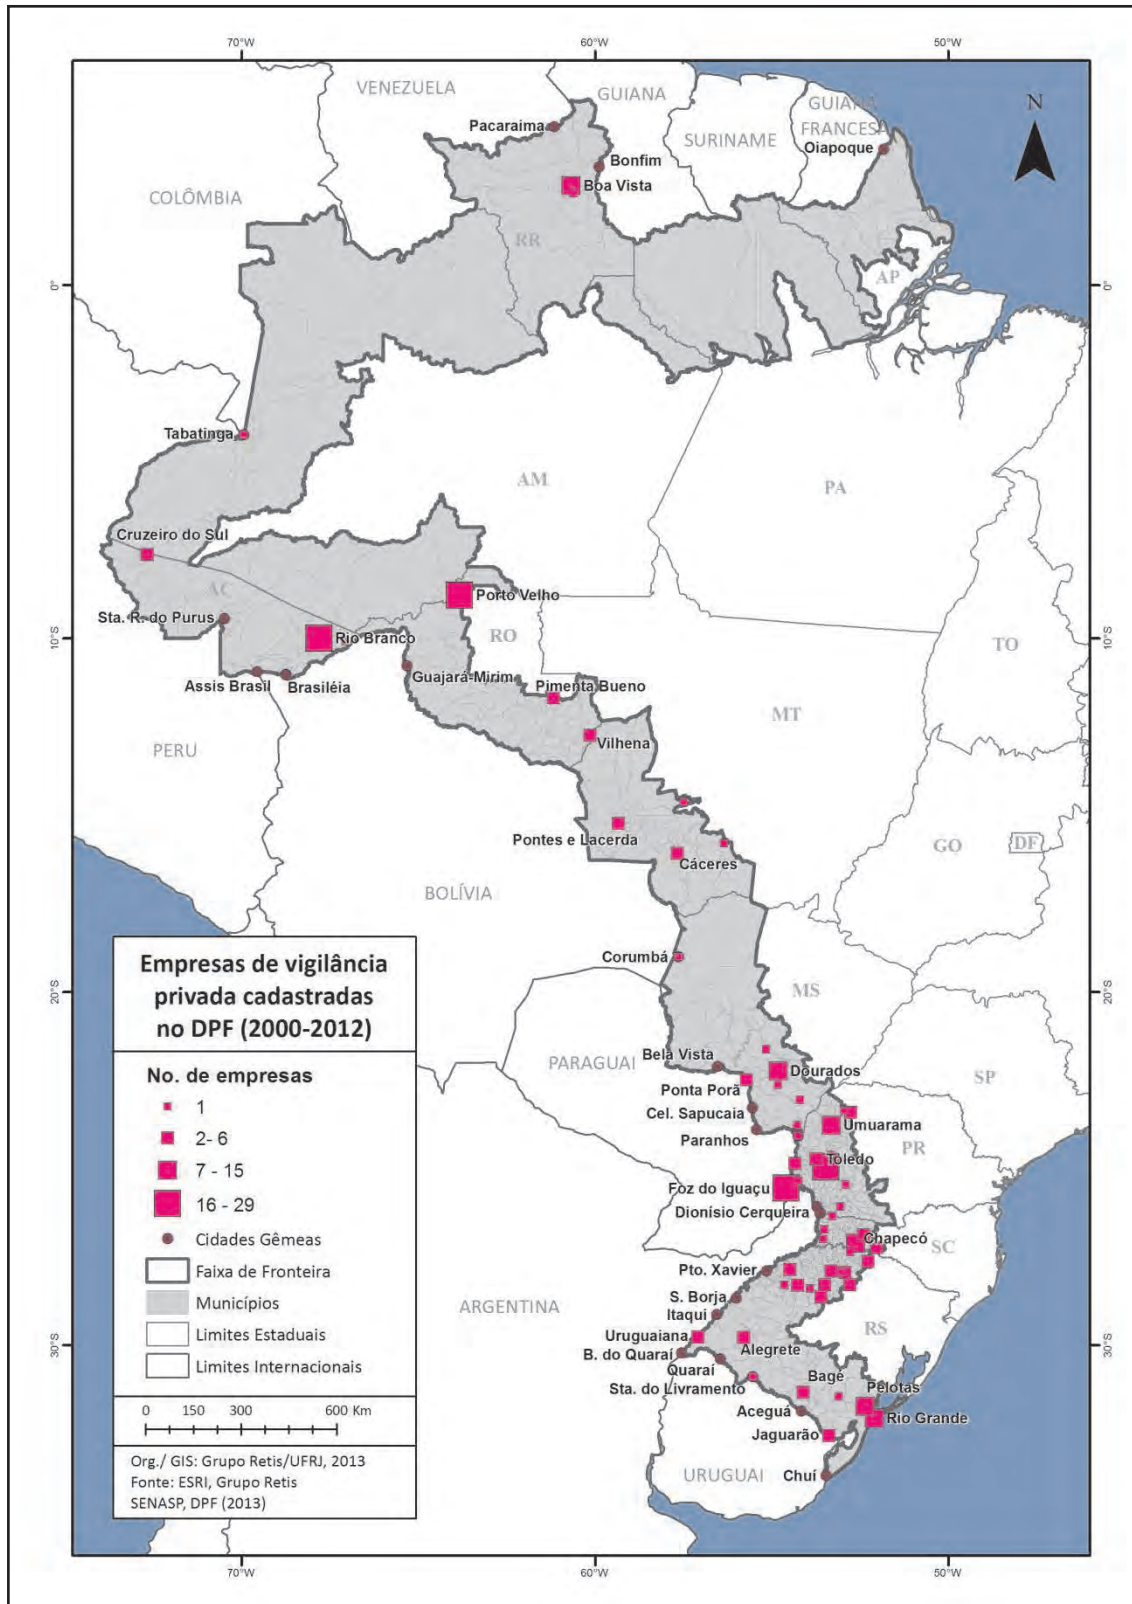 70°W
60°W
50°W
VENEZUELA
GUIANA
GUIANA
FRANCESA
SURINAME
N
Pacaraima
Oiapoque
Bonfim
Boa Vista
COLÔMBIA
RR
AP
0°
0°
Tabatinga
AM
PA
Cruzeiro do Sul
AC
Porto Velho
Sta. R. do Purus
Rio Branco
RO
TO
10°S
10°S
Guajará-Mirim
Assis Brasil
Brasiléia
Pimenta Bueno
MT
PERU
Vilhena
Pontes e Lacerda
GO
DF
Cáceres
BOLÍVIA
Corumbá
MS
20°S
20°S
Bela Vista
PARAGUAI
Dourados
SP
Ponta Porã
Cel. Sapucaia
Umuarama
PR
Paranhos
Toledo
Foz do Iguaçu
Dionísio Cerqueira
Chapecó
SC
Pto. Xavier
ARGENTINA
S. Borja
Itaqui
RS
Uruguaiana
30°S
30°S
Alegrete
B. do Quaraí
Quaraí
Bagé
Sta. do Livramento
Pelotas
Aceguá
Rio Grande
Jaguarão
URUGUAI
Chuí
Empresas de vigilância
privada cadastradas
no DPF (2000-2012)
No. de empresas
1
2- 6
7 - 15
16 - 29
Cidades Gêmeas
Faixa de Fronteira
Municípios
Limites Estaduais
Limites Internacionais
0 150 300 600 Km
Org./ GIS: Grupo Retis/UFRJ, 2013
Fonte: ESRI, Grupo Retis
SENASP, DPF (2013)
70°W
60°W
50°W